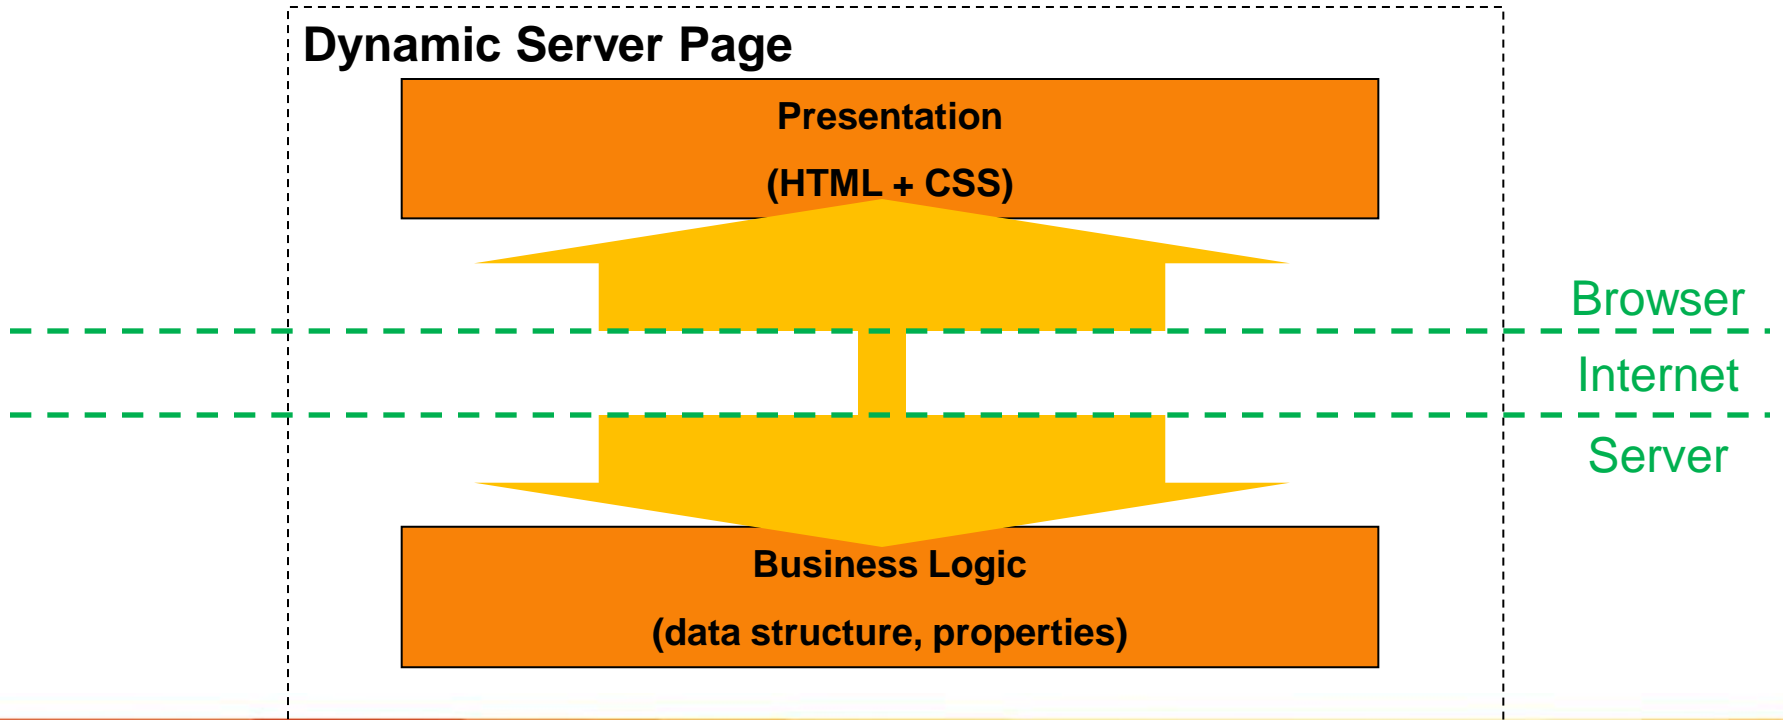 Dynamic Server Page
Presentation
(HTML + CSS)
Browser
Internet
Server
Business Logic
(data structure, properties)